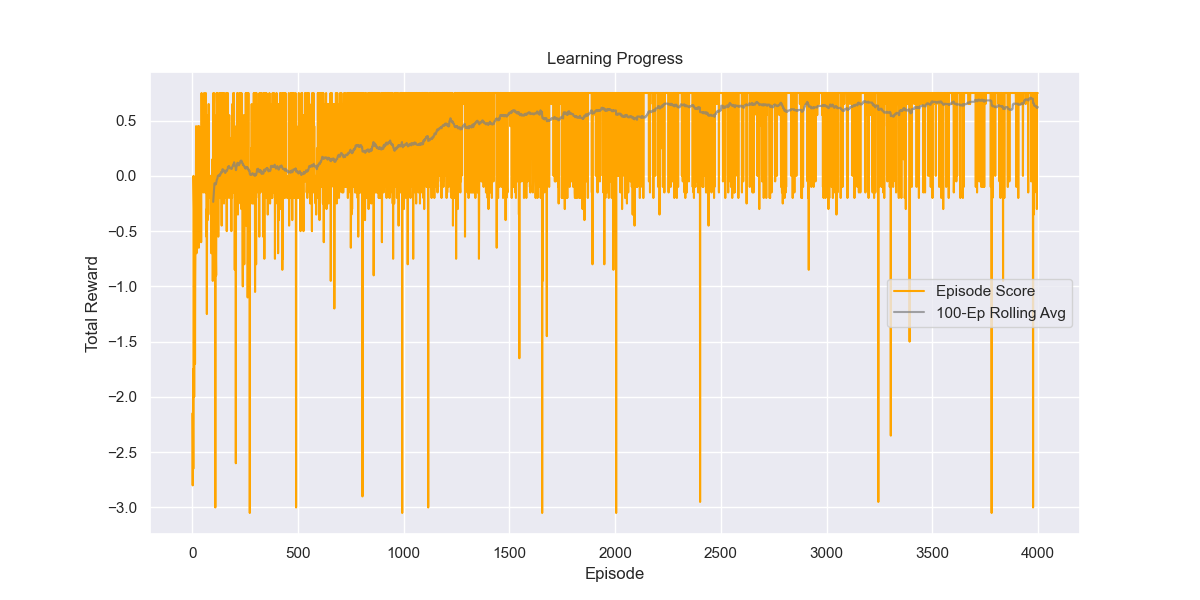 Learning Progress
Total Reward
0.5
0.0
−0.5
−1.0
−1.5
−2.0
−2.5
−3.0
Episode Score
100-Ep Rolling Avg
0 500 1000 1500 2000 2500 3000 3500 4000
Episode